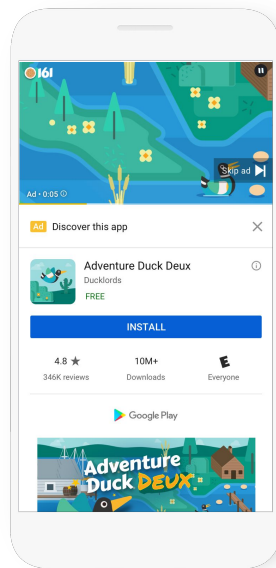 161
Skip ad
Ad • 0:05
Ad Discover this app
Adventure Duck Deux
Ducklords
FREE
INSTALL
4.8 ★ 10M+ E
346K reviews Downloads Everyone
Google Play
Adventure
Duck DEUX